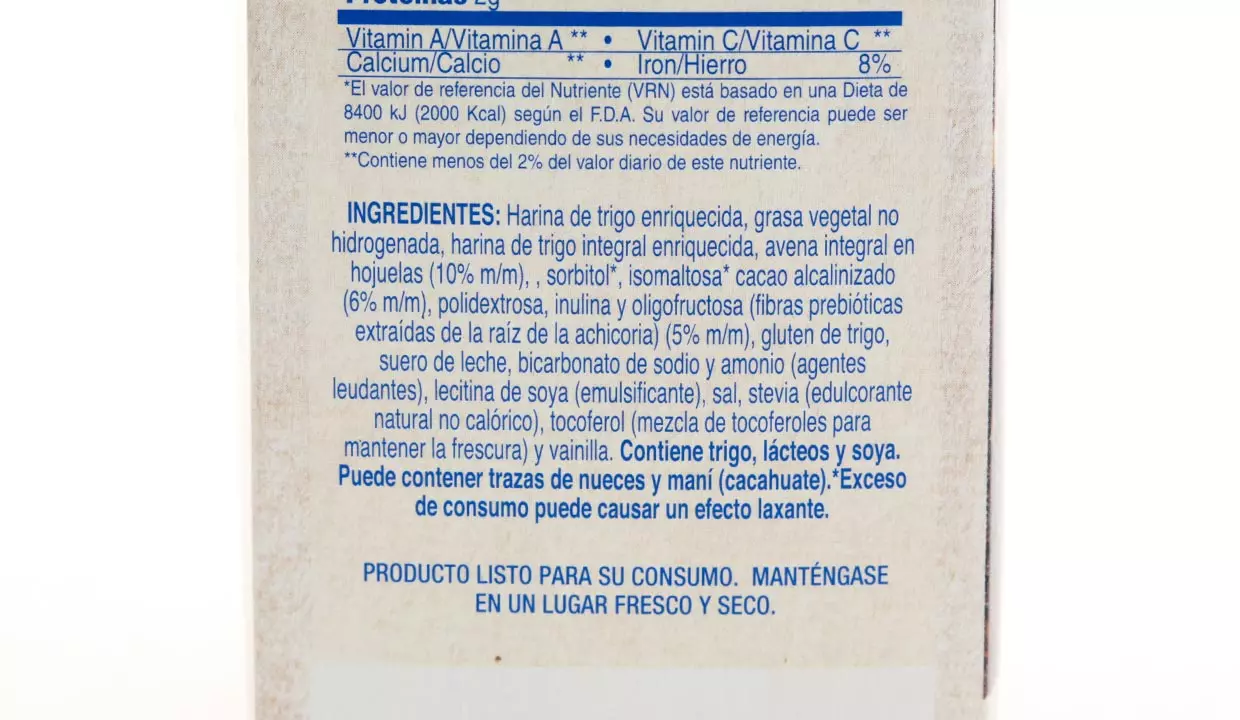 Proteínas 2g
Vitamin A/Vitamina A ** • Vitamin C/Vitamina C **
Calcium/Calcio ** • Iron/Hierro 8%
*El valor de referencia del Nutriente (VRN) está basado en una Dieta de
8400 kJ (2000 Kcal) según el F.D.A. Su valor de referencia puede ser
menor o mayor dependiendo de sus necesidades de energía.
**Contiene menos del 2% del valor diario de este nutriente.
INGREDIENTES: Harina de trigo enriquecida, grasa vegetal no
hidrogenada, harina de trigo integral enriquecida, avena integral en
hojuelas (10% m/m), , sorbitol*, isomaltosa* cacao alcalinizado
(6% m/m), polidextrosa, inulina y oligofructosa (fibras prebióticas
extraídas de la raíz de la achicoria) (5% m/m), gluten de trigo,
suero de leche, bicarbonato de sodio y amonio (agentes
leudantes), lecitina de soya (emulsificante), sal, stevia (edulcorante
natural no calórico), tocoferol (mezcla de tocoferoles para
mantener la frescura) y vainilla. Contiene trigo, lácteos y soya.
Puede contener trazas de nueces y maní (cacahuate).*Exceso
de consumo puede causar un efecto laxante.
PRODUCTO LISTO PARA SU CONSUMO. MANTÉNGASE
EN UN LUGAR FRESCO Y SECO.